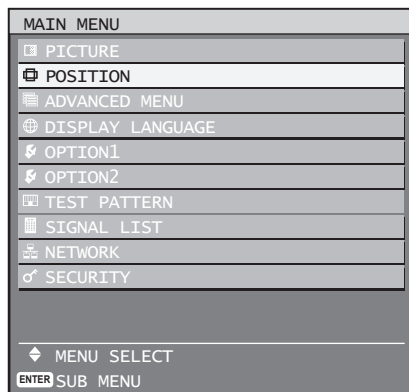 MAIN MENU
PICTURE
POSITION
ADVANCED MENU
DISPLAY LANGUAGE
OPTION1
OPTION2
TEST PATTERN
SIGNAL LIST
NETWORK
SECURITY
MENU SELECT
ENTER SUB MENU